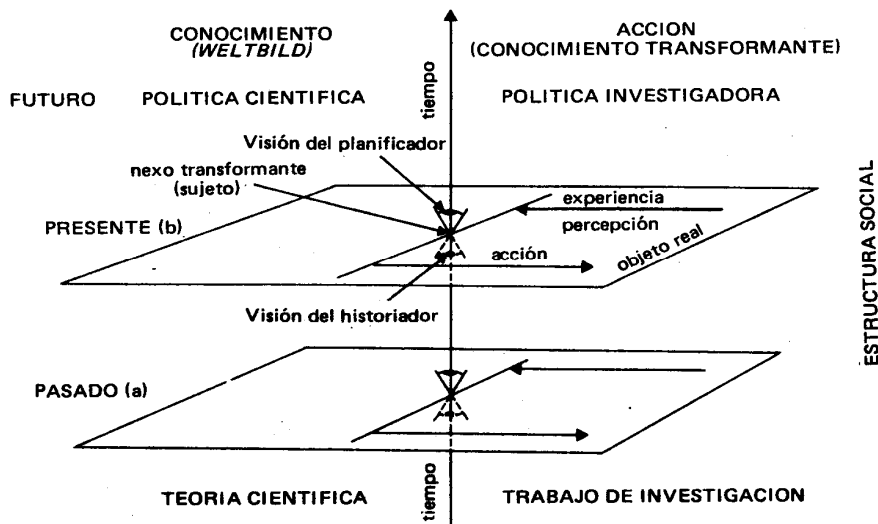 CONOCIMIENTO
(WELTBILD)
ACCION
(CONOCIMIENTO TRANSFORMANTE)
tiempo
FUTURO
POLITICA CIENTIFICA
POLITICA INVESTIGADORA
Visión del planificador
nexo transformante
(sujeto)
experiencia
percepción
PRESENTE (b)
acción
objeto real
Visión del historiador
ESTRUCTURA SOCIAL
PASADO (a)
tiempo
TEORIA CIENTIFICA
TRABAJO DE INVESTIGACION